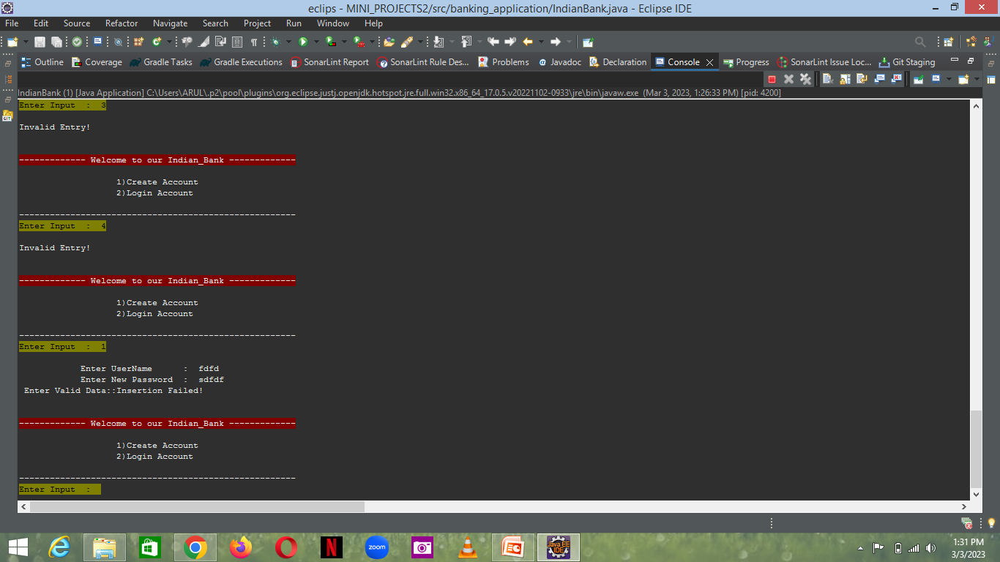 eclips - MINI_PROJECTS2/src/banking_application/IndianBank.java - Eclipse IDE
File Edit Source Refactor Navigate Search Project Run Window Help
Outline Coverage Gradle Tasks Gradle Executions SonarLint Report SonarLint Rule Des... Problems @ Javadoc Declaration Console Progress SonarLint Issue Loc... Git Staging
IndianBank (1) [Java Application] C:\Users\ARUL\.p2\pool\plugins\org.eclipse.justj.openjdk.hotspot.jre.full.win32.x86_64_17.0.5.v20221102-0933\jre\bin\javaw.exe (Mar 3, 2023, 1:26:33 PM) [pid: 4200]
Enter Input  :  3
Invalid Entry!
------------- Welcome to our Indian_Bank -------------
1)Create Account
2)Login Account
------------------------------------------------------
Enter Input  :  4
Invalid Entry!
------------- Welcome to our Indian_Bank -------------
1)Create Account
2)Login Account
------------------------------------------------------
Enter Input  :  1
Enter UserName      :  fdfd
Enter New Password  :  sdfdf
Enter Valid Data::Insertion Failed!
------------- Welcome to our Indian_Bank -------------
1)Create Account
2)Login Account
------------------------------------------------------
Enter Input  :
GIT
zoom
Java EE
IDE
1:31 PM
3/3/2023